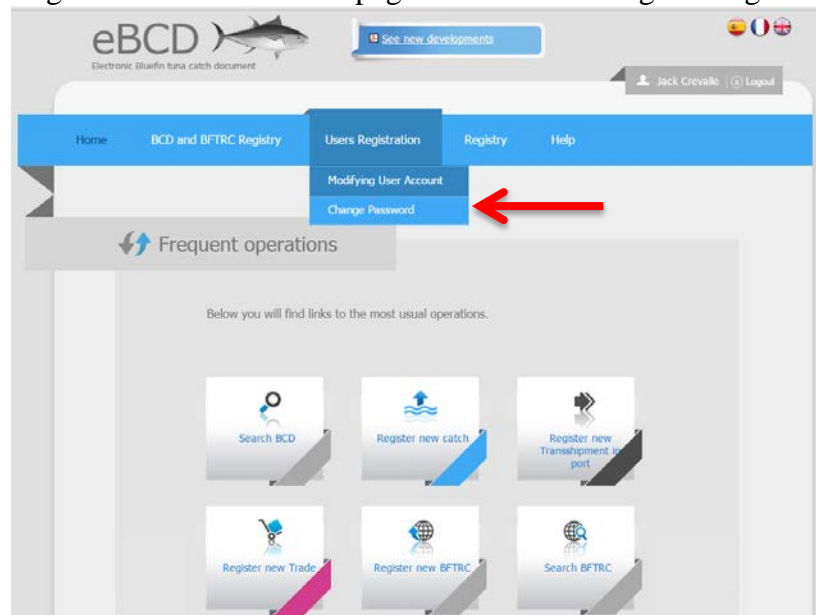 eBCD
Electronic Bluefin tuna catch document
See new developments
Jack Crevalle
Logout
Home
BCD and BFTRC Registry
Users Registration
Registry
Help
Modifying User Account
Change Password
Frequent operations
Below you will find links to the most usual operations.
Search BCD
Register new catch
Register new
Transshipment in
port
Register new Trade
Register new BFTRC
Search BFTRC